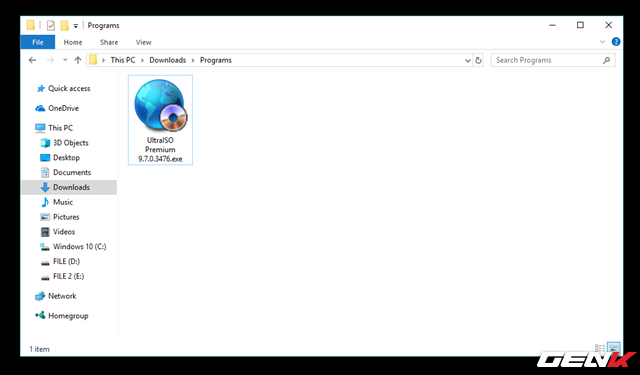 Programs
File Home Share View
This PC Downloads Programs
Search Programs
Quick access
OneDrive
This PC
3D Objects
Desktop
Documents
Downloads
Music
Pictures
Videos
Windows 10 (C:)
FILE (D:)
FILE 2 (E:)
Network
Homegroup
UltraISO
Premium
9.7.0.3476.exe
1 item
GENK